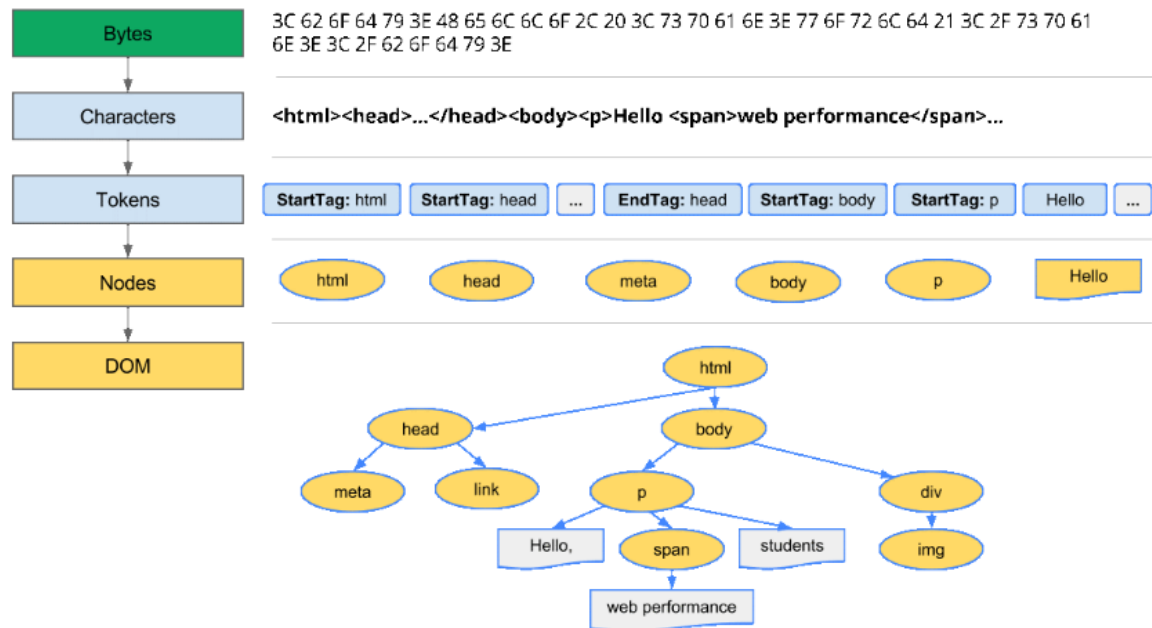 Bytes
3C 62 6F 64 79 3E 48 65 6C 6C 6F 2C 20 3C 73 70 61 6E 3E 77 6F 72 6C 64 21 3C 2F 73 70 61
6E 3E 3C 2F 62 6F 64 79 3E
Characters
<html><head>...</head><body><p>Hello <span>web performance</span>...
Tokens
StartTag: html StartTag: head ... EndTag: head StartTag: body StartTag: p Hello ...
Nodes
html head meta body p Hello
DOM
html
head body
meta link p div
Hello, span students img
web performance